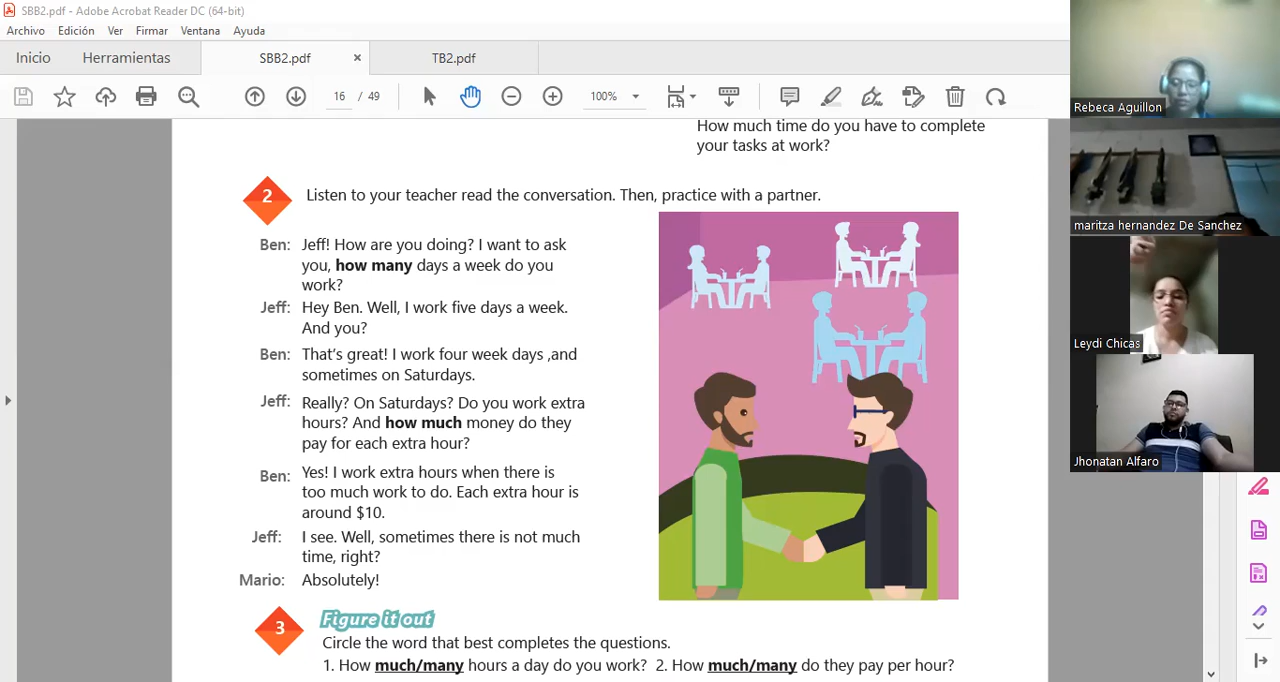 SBB2.pdf - Adobe Acrobat Reader DC (64-bit)
Archivo Edición Ver Firmar Ventana Ayuda
Inicio Herramientas SBB2.pdf × TB2.pdf
16 / 49 100%
How much time do you have to complete
your tasks at work?
2 Listen to your teacher read the conversation. Then, practice with a partner.
Ben: Jeff! How are you doing? I want to ask
you, how many days a week do you
work?
Jeff: Hey Ben. Well, I work five days a week.
And you?
Ben: That's great! I work four week days ,and
sometimes on Saturdays.
Jeff: Really? On Saturdays? Do you work extra
hours? And how much money do they
pay for each extra hour?
Ben: Yes! I work extra hours when there is
too much work to do. Each extra hour is
around $10.
Jeff: I see. Well, sometimes there is not much
time, right?
Mario: Absolutely!
3 Figure it out
Circle the word that best completes the questions.
1. How much/many hours a day do you work? 2. How much/many do they pay per hour?
Rebeca Aguillon
maritza hernandez De Sanchez
Leydi Chicas
Jhonatan Alfaro